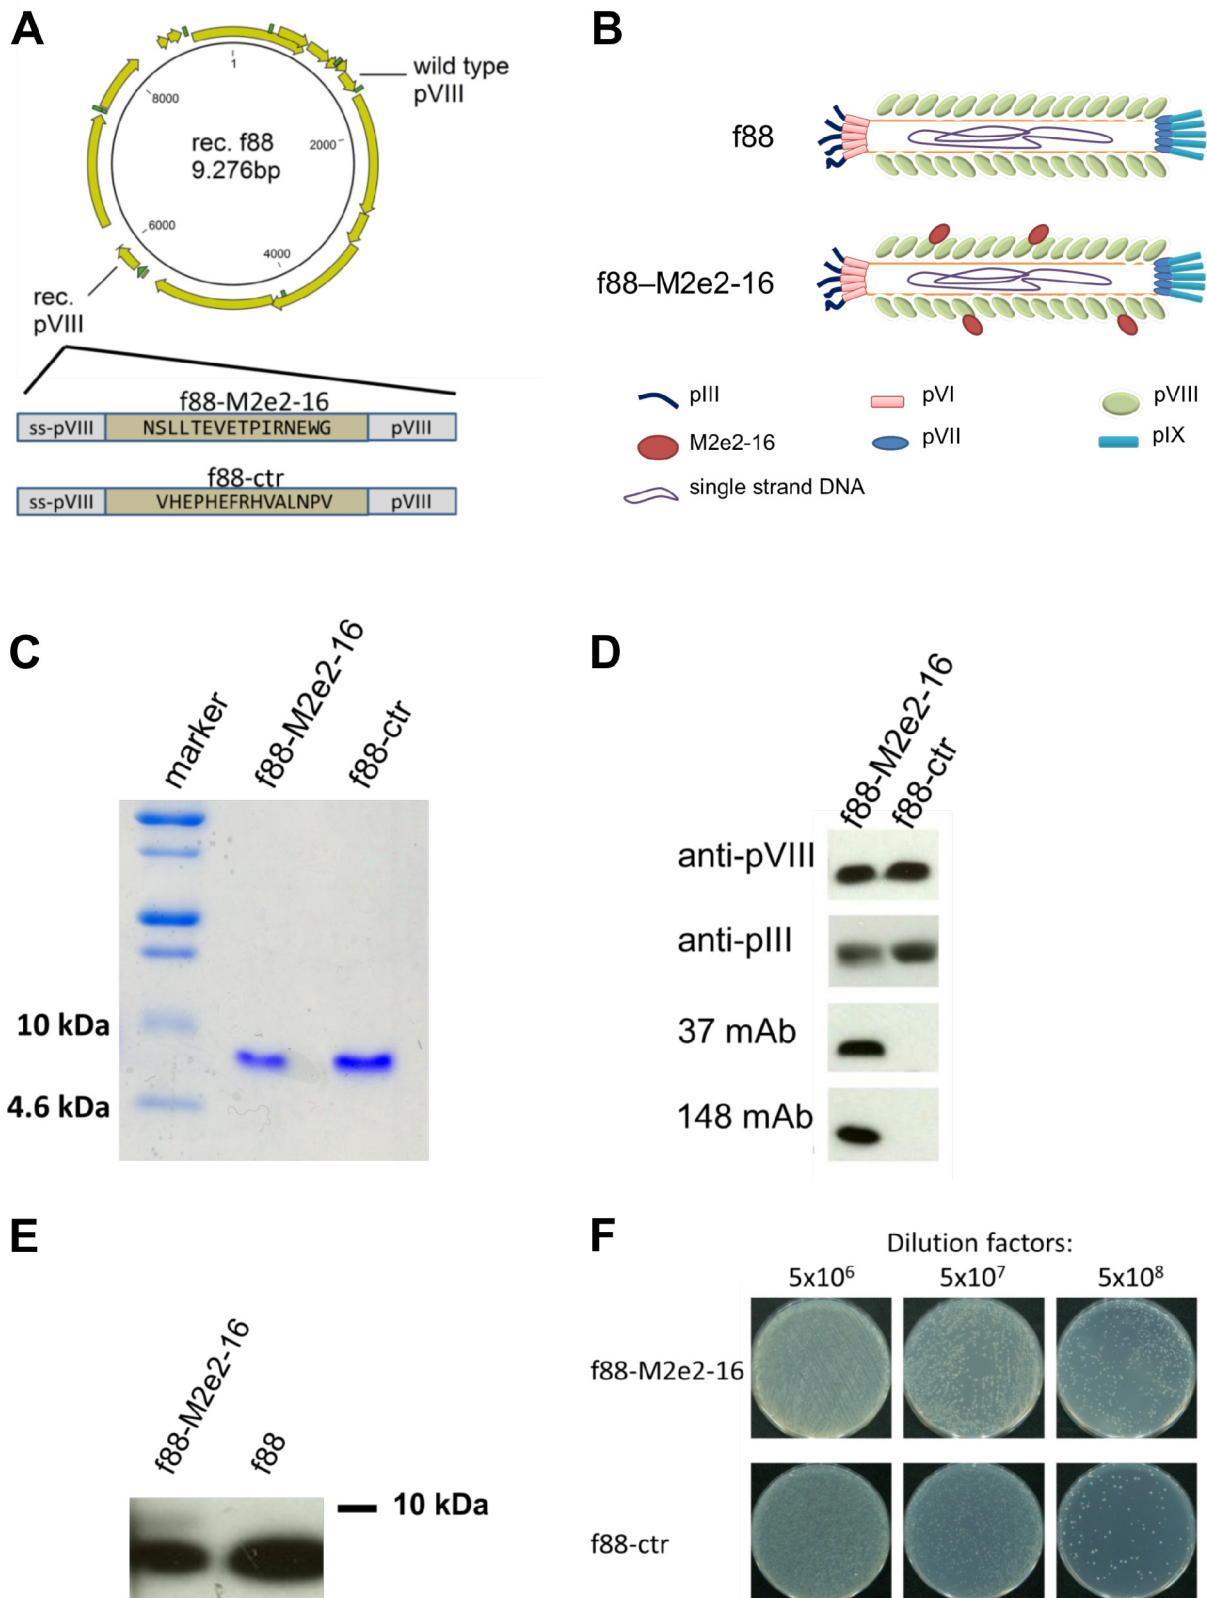 A
1
8000
wild type
pVIII
rec. f88
9.276bp
2000
6000
4000
rec.
pVIII
f88-M2e2-16
ss-pVIII NSLLTEVETPIRNEWG pVIII
f88-ctr
ss-pVIII VHEPHEFRHVALNPV pVIII
B
f88
f88–M2e2-16
pIII pVI pVIII
M2e2-16 pVII pIX
single strand DNA
C
marker f88-M2e2-16 f88-ctr
10 kDa
4.6 kDa
D
f88-M2e2-16 f88-ctr
anti-pVIII
anti-pIII
37 mAb
148 mAb
E
f88-M2e2-16 f88
10 kDa
F
Dilution factors:
5x10⁶ 5x10⁷ 5x10⁸
f88-M2e2-16
f88-ctr